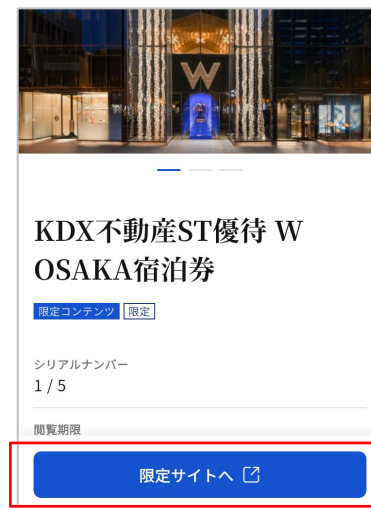 W
KDX不動産ST優待 W
OSAKA宿泊券
限定コンテンツ 限定
シリアルナンバー
1 / 5
閲覧期限
限定サイトへ